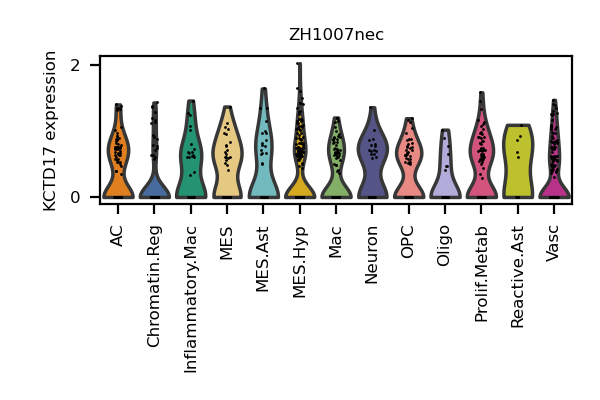 ZH1007nec
KCTD17 expression
2
0
AC
Chromatin.Reg
Inflammatory.Mac
MES
MES.Ast
MES.Hyp
Mac
Neuron
OPC
Oligo
Prolif.Metab
Reactive.Ast
Vasc